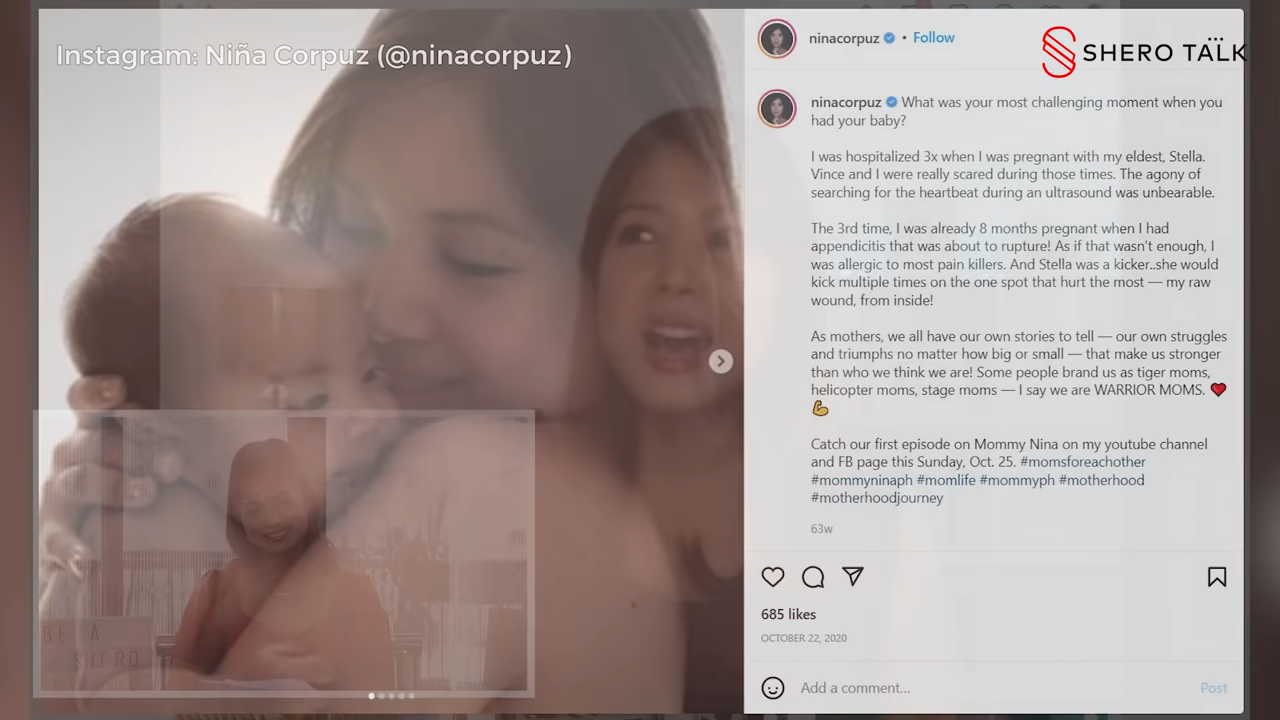 Instagram: Niña Corpuz (@ninacorpuz)
ninacorpuz • Follow
SHERO TALK
ninacorpuz What was your most challenging moment when you
had your baby?
I was hospitalized 3x when I was pregnant with my eldest, Stella.
Vince and I were really scared during those times. The agony of
searching for the heartbeat during an ultrasound was unbearable.
The 3rd time, I was already 8 months pregnant when I had
appendicitis that was about to rupture! As if that wasn't enough, I
was allergic to most pain killers. And Stella was a kicker..she would
kick multiple times on the one spot that hurt the most — my raw
wound, from inside!
As mothers, we all have our own stories to tell — our own struggles
and triumphs no matter how big or small — that make us stronger
than who we think we are! Some people brand us as tiger moms,
helicopter moms, stage moms — I say we are WARRIOR MOMS. ❤️
💪
Catch our first episode on Mommy Nina on my youtube channel
and FB page this Sunday, Oct. 25. #momsforeachother
#mommyninaph #momlife #mommyph #motherhood
#motherhoodjourney
63w
685 likes
OCTOBER 22, 2020
Add a comment... Post
BE A
SHERO